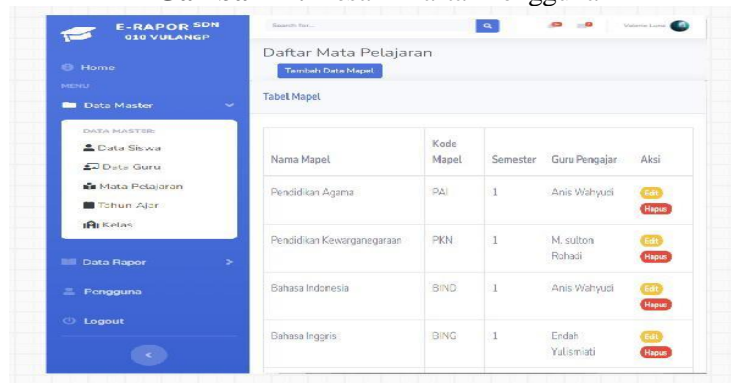 E-RAPOR SDN
010 VULANGP
Home
MENU
Data Master
DATA MASTER:
Data Siswa
Data Guru
Mata Pelajaran
Tahun Ajar
Kelas
Data Rapor
Pengguna
Logout
Daftar Mata Pelajaran
Tambah Data Mapel
Tabel Mapel
Nama Mapel Kode Mapel Semester Guru Pengajar Aksi
Pendidikan Agama PAI 1 Anis Wahyudi Edit Hapus
Pendidikan Kewarganegaraan PKN 1 M. sulton Rohadi Edit Hapus
Bahasa Indonesia BIND 1 Anis Wahyudi Edit Hapus
Bahasa Inggris BING 1 Endah Yulismiati Edit Hapus